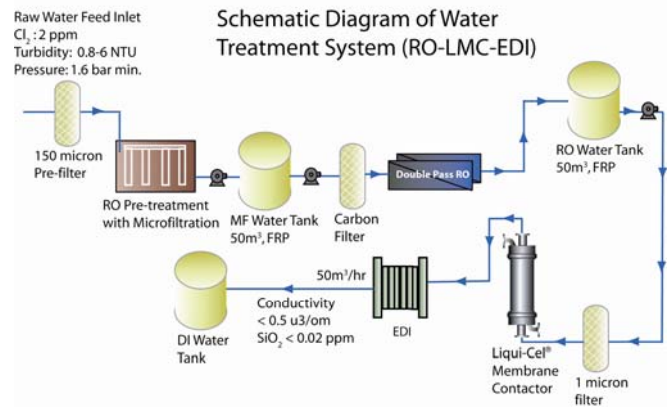 Schematic Diagram of Water
Treatment System (RO-LMC-EDI)
Raw Water Feed Inlet
Cl₂ : 2 ppm
Turbidity: 0.8-6 NTU
Pressure: 1.6 bar min.
150 micron
Pre-filter
RO Pre-treatment
with Microfiltration
MF Water Tank
50m³, FRP
Carbon
Filter
Double Pass RO
RO Water Tank
50m³, FRP
50m³/hr
Conductivity
< 0.5 u3/om
SiO₂ < 0.02 ppm
DI Water
Tank
EDI
Liqui-Cel®
Membrane
Contactor
1 micron
filter